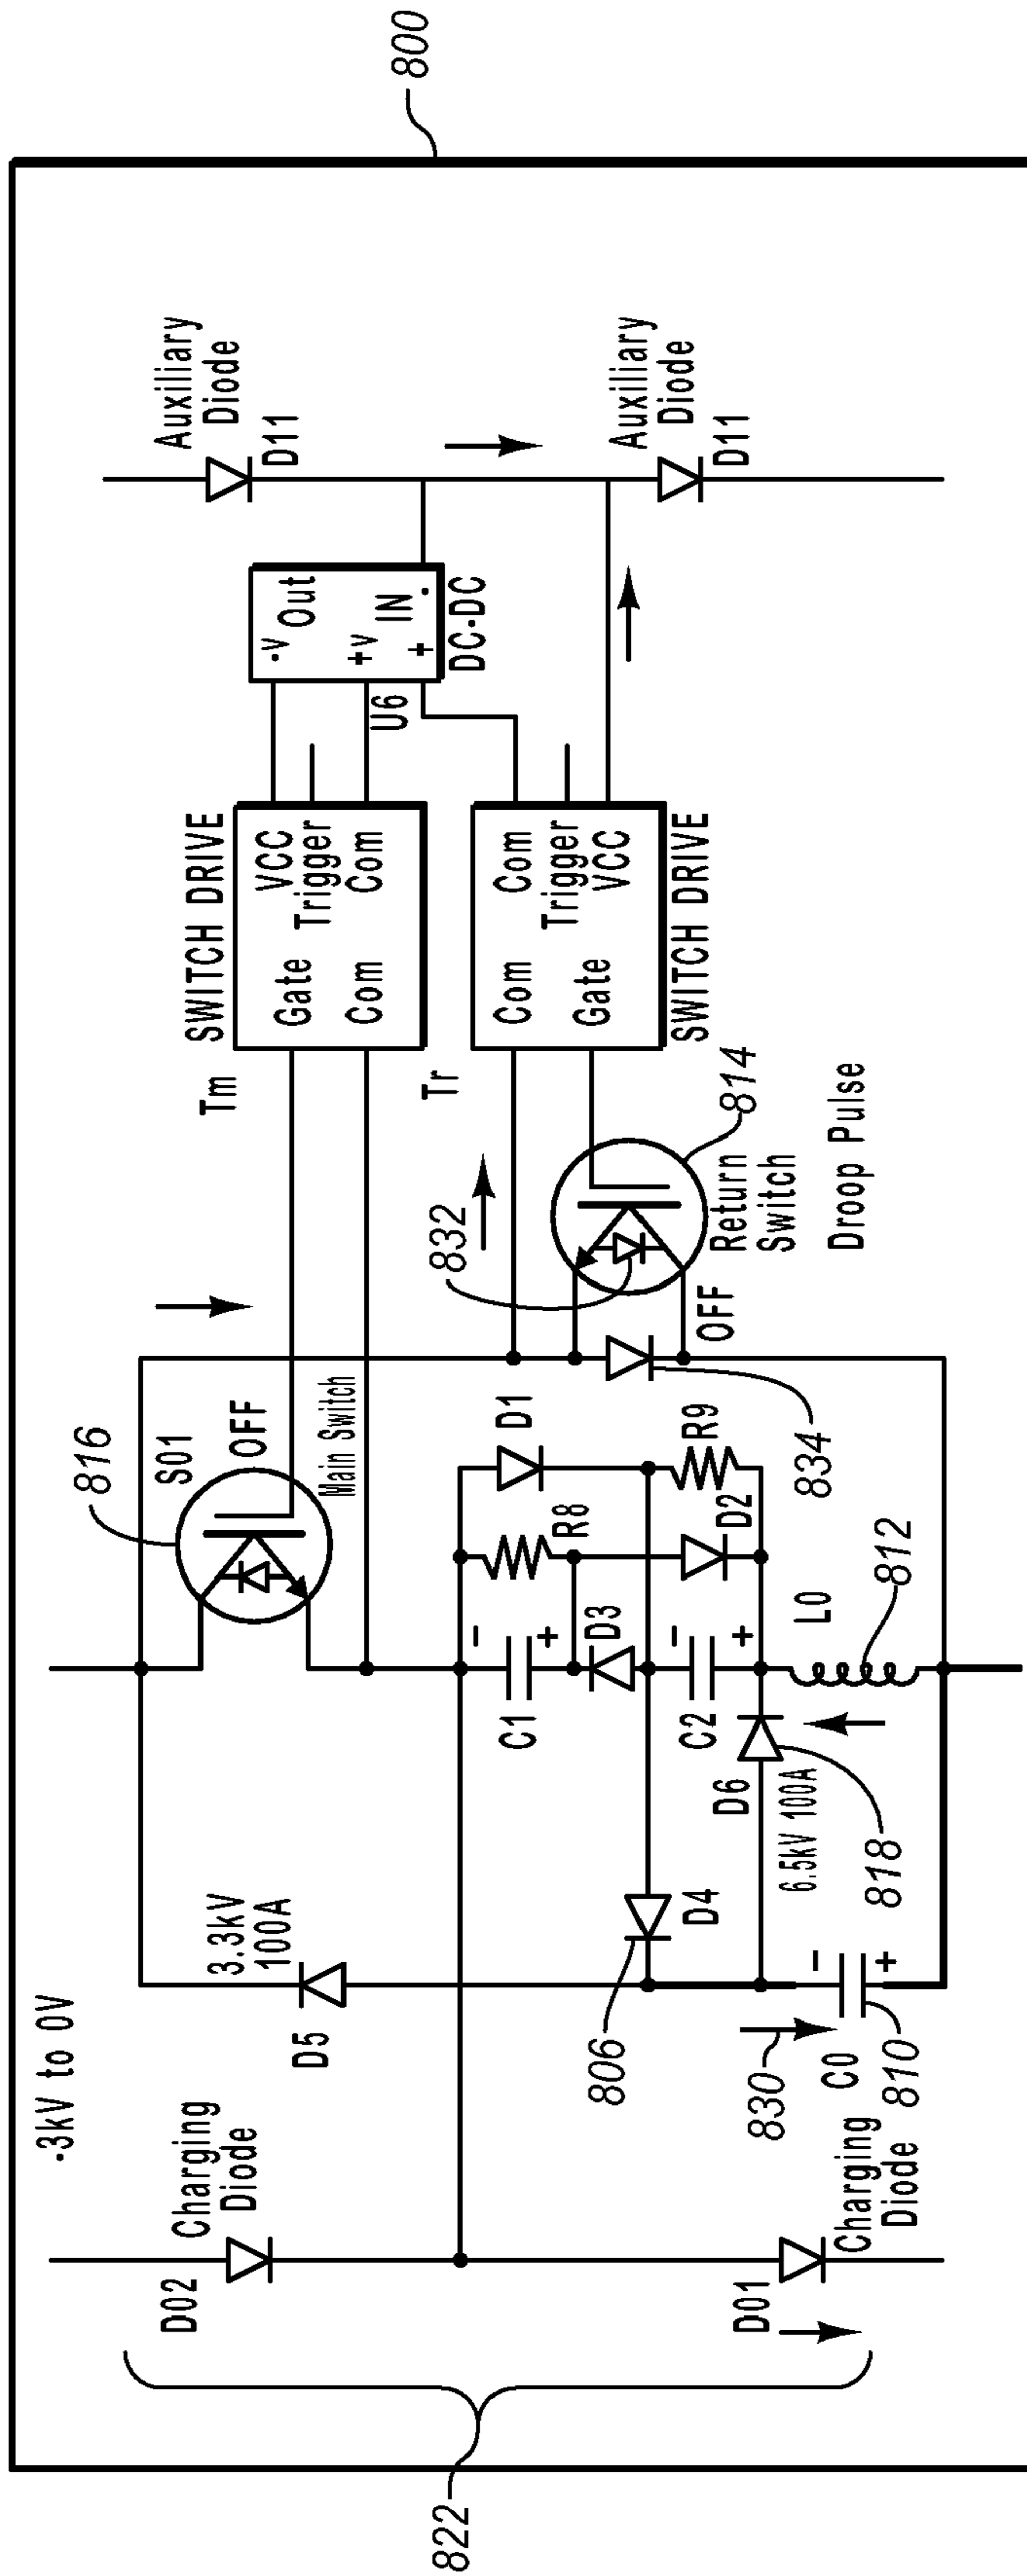 800
-3kV to 0V
822
D02
Charging
Diode
D5
3.3kV
100A
816
S01
OFF
Main Switch
Tm
SWITCH DRIVE
Gate
VCC
Trigger
Com
Com
-V
Out
+V
IN
+
-
U6
DC-DC
Auxiliary
Diode
D11
Tr
Com
Com
Trigger
Gate
VCC
SWITCH DRIVE
832
814
Return
Switch
OFF
Droop Pulse
834
C1
-
+
R8
D1
D3
D2
R9
C2
-
+
D4
806
D6
6.5kV 100A
818
L0
812
830
C0
-
+
810
D01
Charging
Diode
Auxiliary
Diode
D11